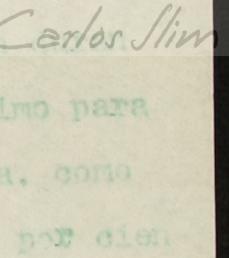 Carlos Slim
imo para
a, como
por cien